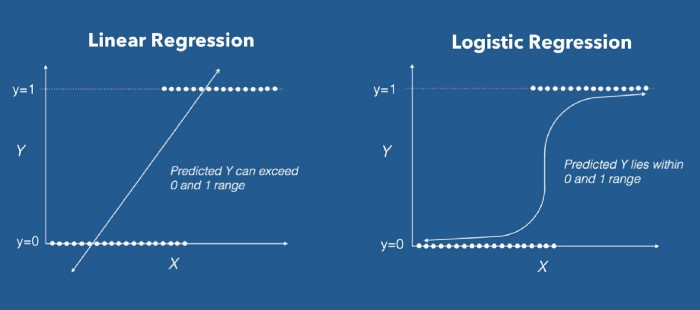 Linear Regression
y=1
Y
Predicted Y can exceed
0 and 1 range
y=0
X
Logistic Regression
y=1
Y
Predicted Y lies within
0 and 1 range
y=0
X